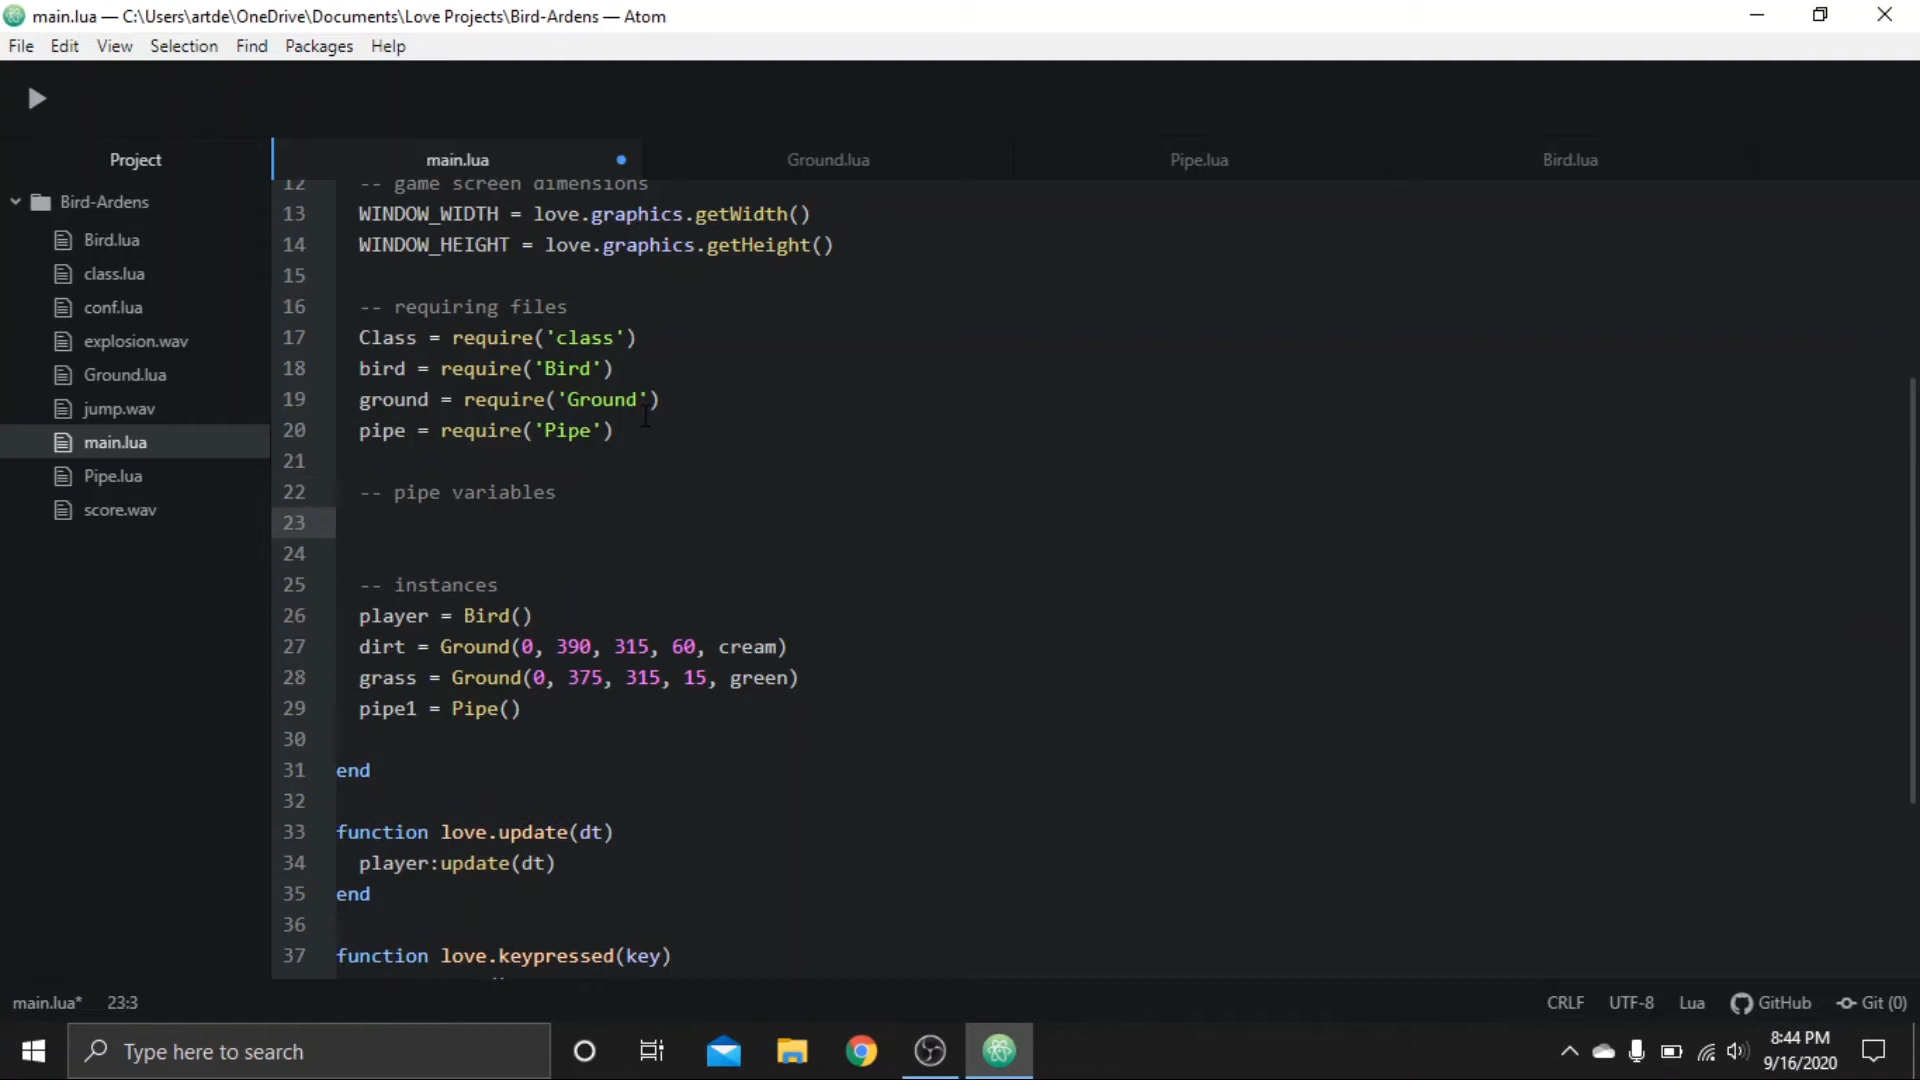 main.lua — C:\Users\artde\OneDrive\Documents\Love Projects\Bird-Ardens — Atom
File Edit View Selection Find Packages Help
Project
main.lua Ground.lua Pipe.lua Bird.lua
Bird-Ardens
Bird.lua
class.lua
conf.lua
explosion.wav
Ground.lua
jump.wav
main.lua
Pipe.lua
score.wav
12 -- game screen dimensions
13 WINDOW_WIDTH = love.graphics.getWidth()
14 WINDOW_HEIGHT = love.graphics.getHeight()
15
16 -- requiring files
17 Class = require('class')
18 bird = require('Bird')
19 ground = require('Ground')
20 pipe = require('Pipe')
21
22 -- pipe variables
23
24
25 -- instances
26 player = Bird()
27 dirt = Ground(0, 390, 315, 60, cream)
28 grass = Ground(0, 375, 315, 15, green)
29 pipe1 = Pipe()
30
31 end
32
33 function love.update(dt)
34 player:update(dt)
35 end
36
37 function love.keypressed(key)
main.lua* 23:3 CRLF UTF-8 Lua GitHub Git (0)
Type here to search
8:44 PM
9/16/2020